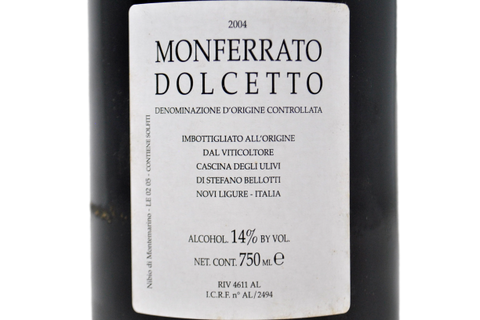 2004
MONFERRATO
DOLCETTO
DENOMINAZIONE D'ORIGINE CONTROLLATA
IMBOTTIGLIATO ALL'ORIGINE
DAL VITICOLTORE
CASCINA DEGLI ULIVI
DI STEFANO BELLOTTI
NOVI LIGURE - ITALIA
ALCOHOL. 14% BY VOL.
NET. CONT. 750 ML ℮
RIV 4611 AL
I.C.R.F. n° AL/2494
Nibio di Montemarino - LE 02 05 - CONTIENE SOLFITI